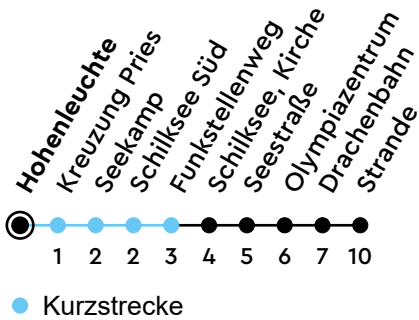 Hohenleuchte
Kreuzung Pries
Seekamp
Schilksee Süd
Funkstellenweg
Schilksee, Kirche
Seestraße
Olympiazentrum
Drachenbahn
Strande
1 2 2 3 4 5 6 7 10
Kurzstrecke